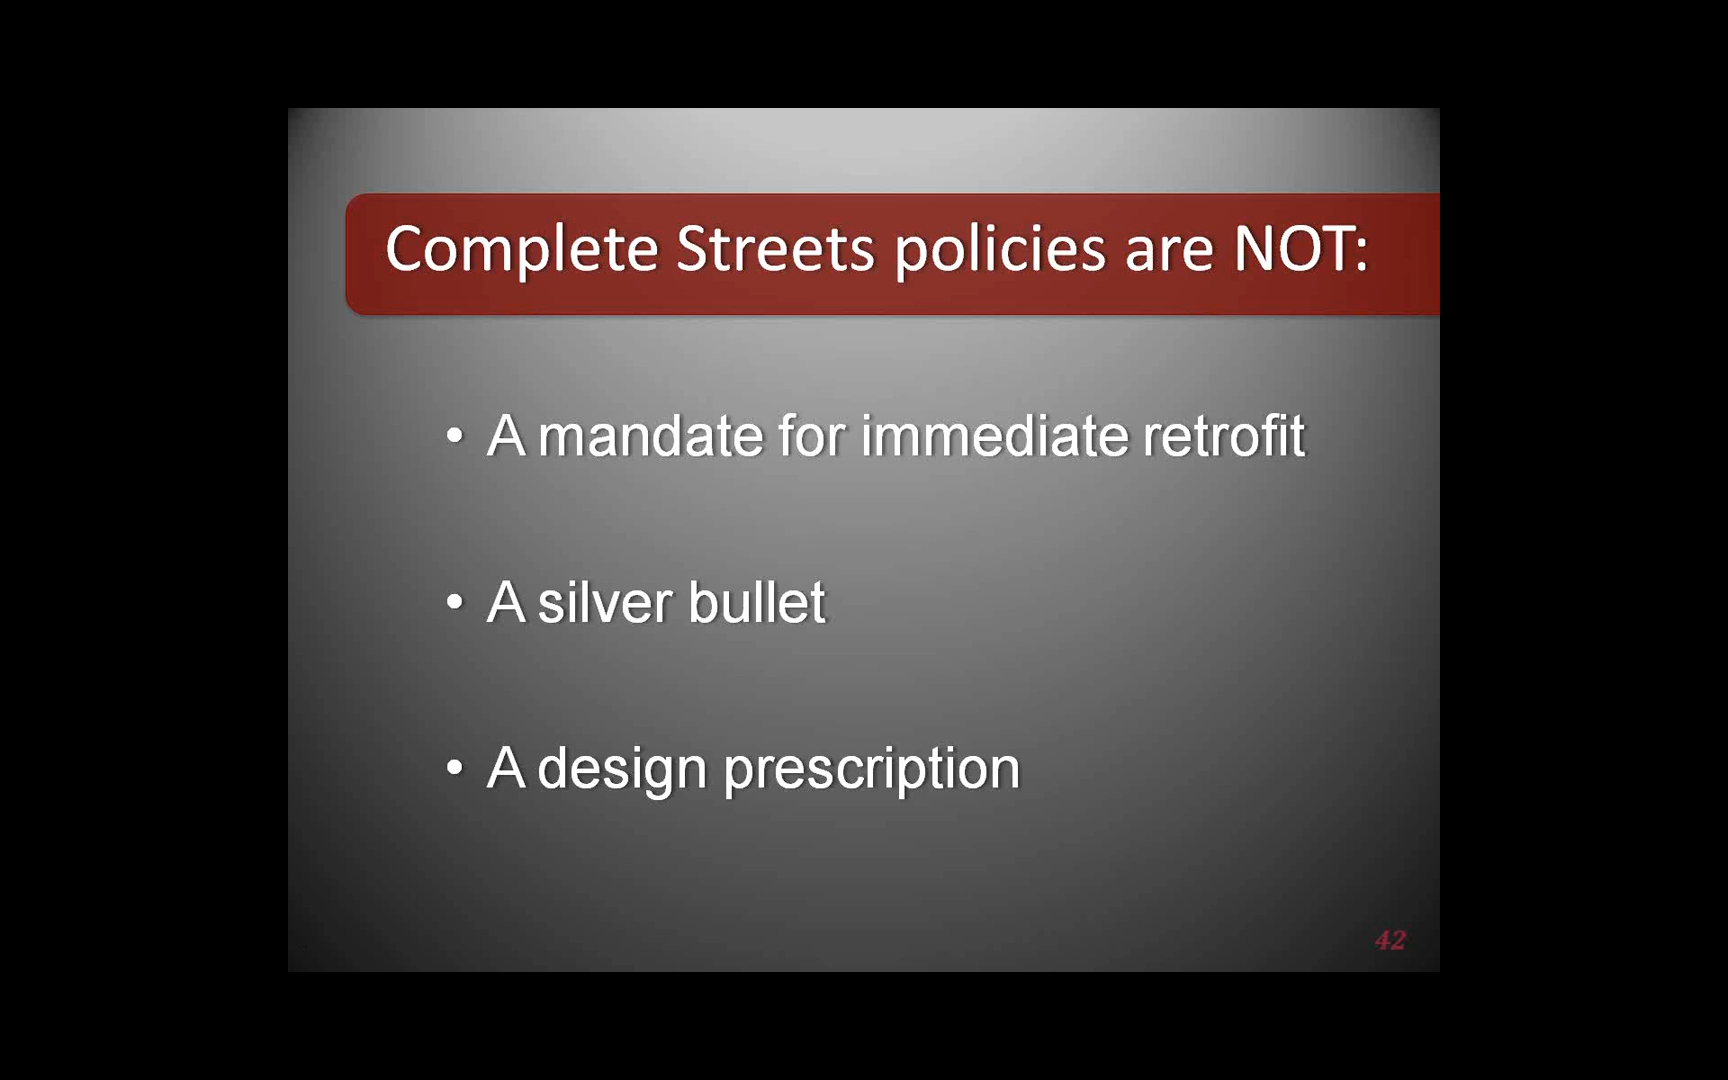 Complete Streets policies are NOT:
• A mandate for immediate retrofit
• A silver bullet
• A design prescription
42